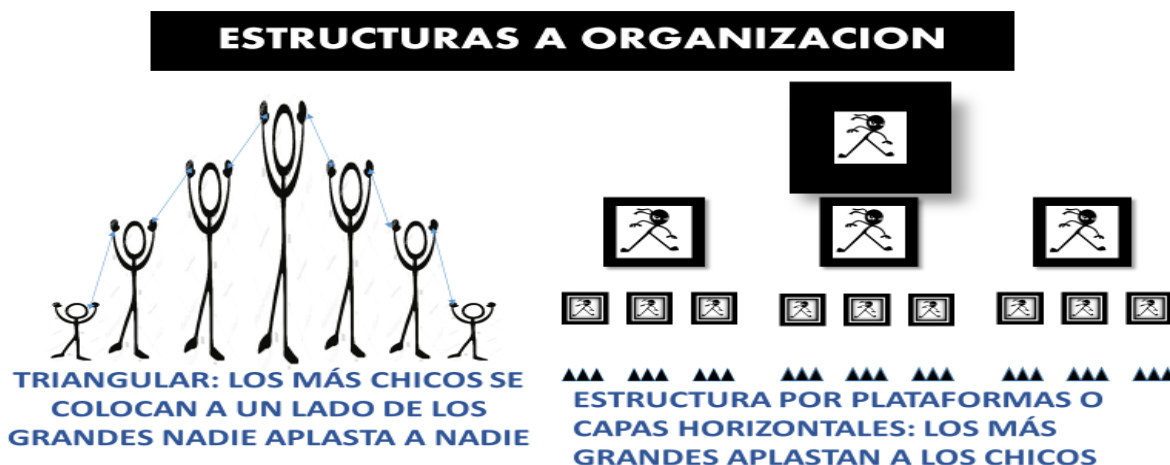 ESTRUCTURAS A ORGANIZACION
TRIANGULAR: LOS MÁS CHICOS SE
COLOCAN A UN LADO DE LOS
GRANDES NADIE APLASTA A NADIE
ESTRUCTURA POR PLATAFORMAS O
CAPAS HORIZONTALES: LOS MÁS
GRANDES APLASTAN A LOS CHICOS